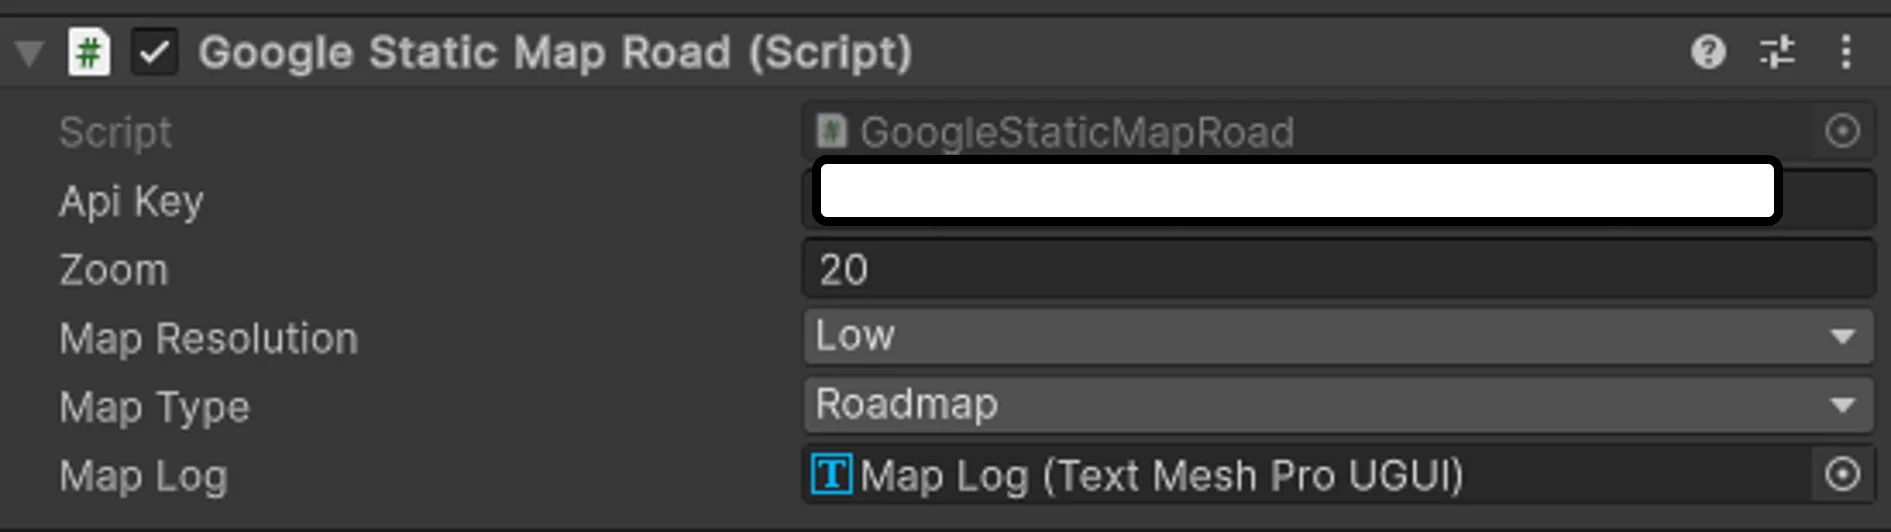 Google Static Map Road (Script)
Script GoogleStaticMapRoad
Api Key
Zoom 20
Map Resolution Low
Map Type Roadmap
Map Log Map Log (Text Mesh Pro UGUI)